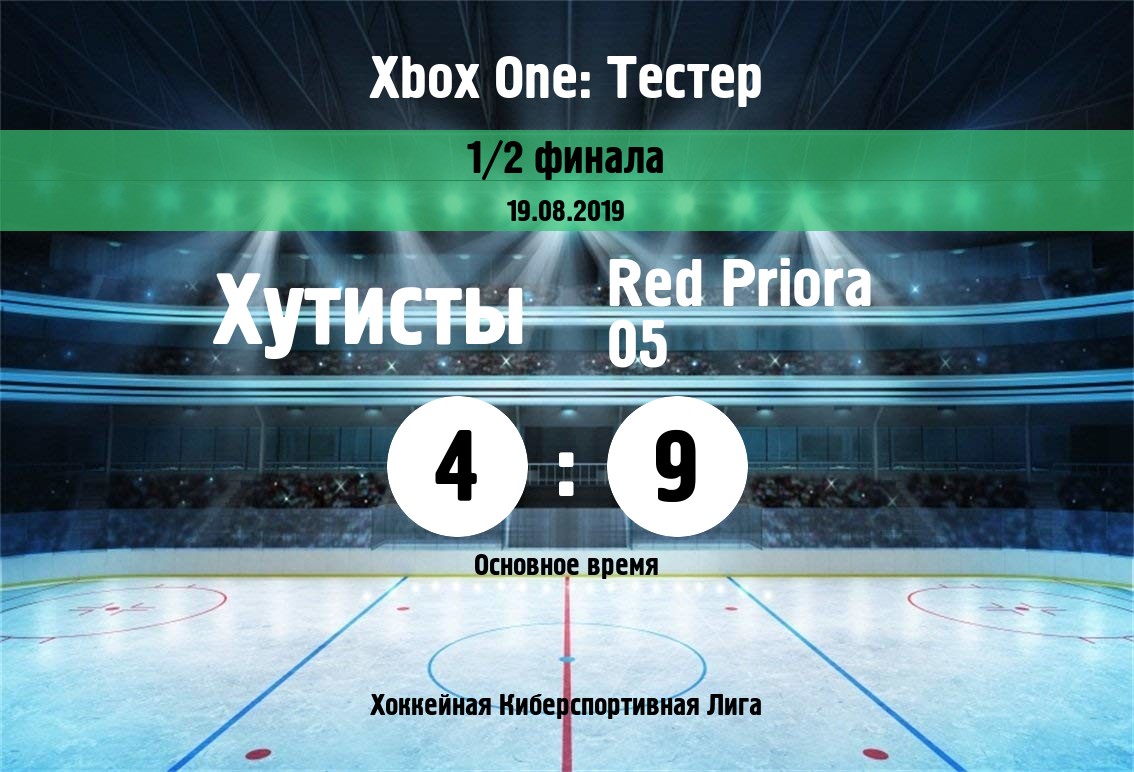 Xbox One: Тестер
1/2 финала
19.08.2019
Хутисты
Red Priora
05
4 : 9
Основное время
Хоккейная Киберспортивная Лига